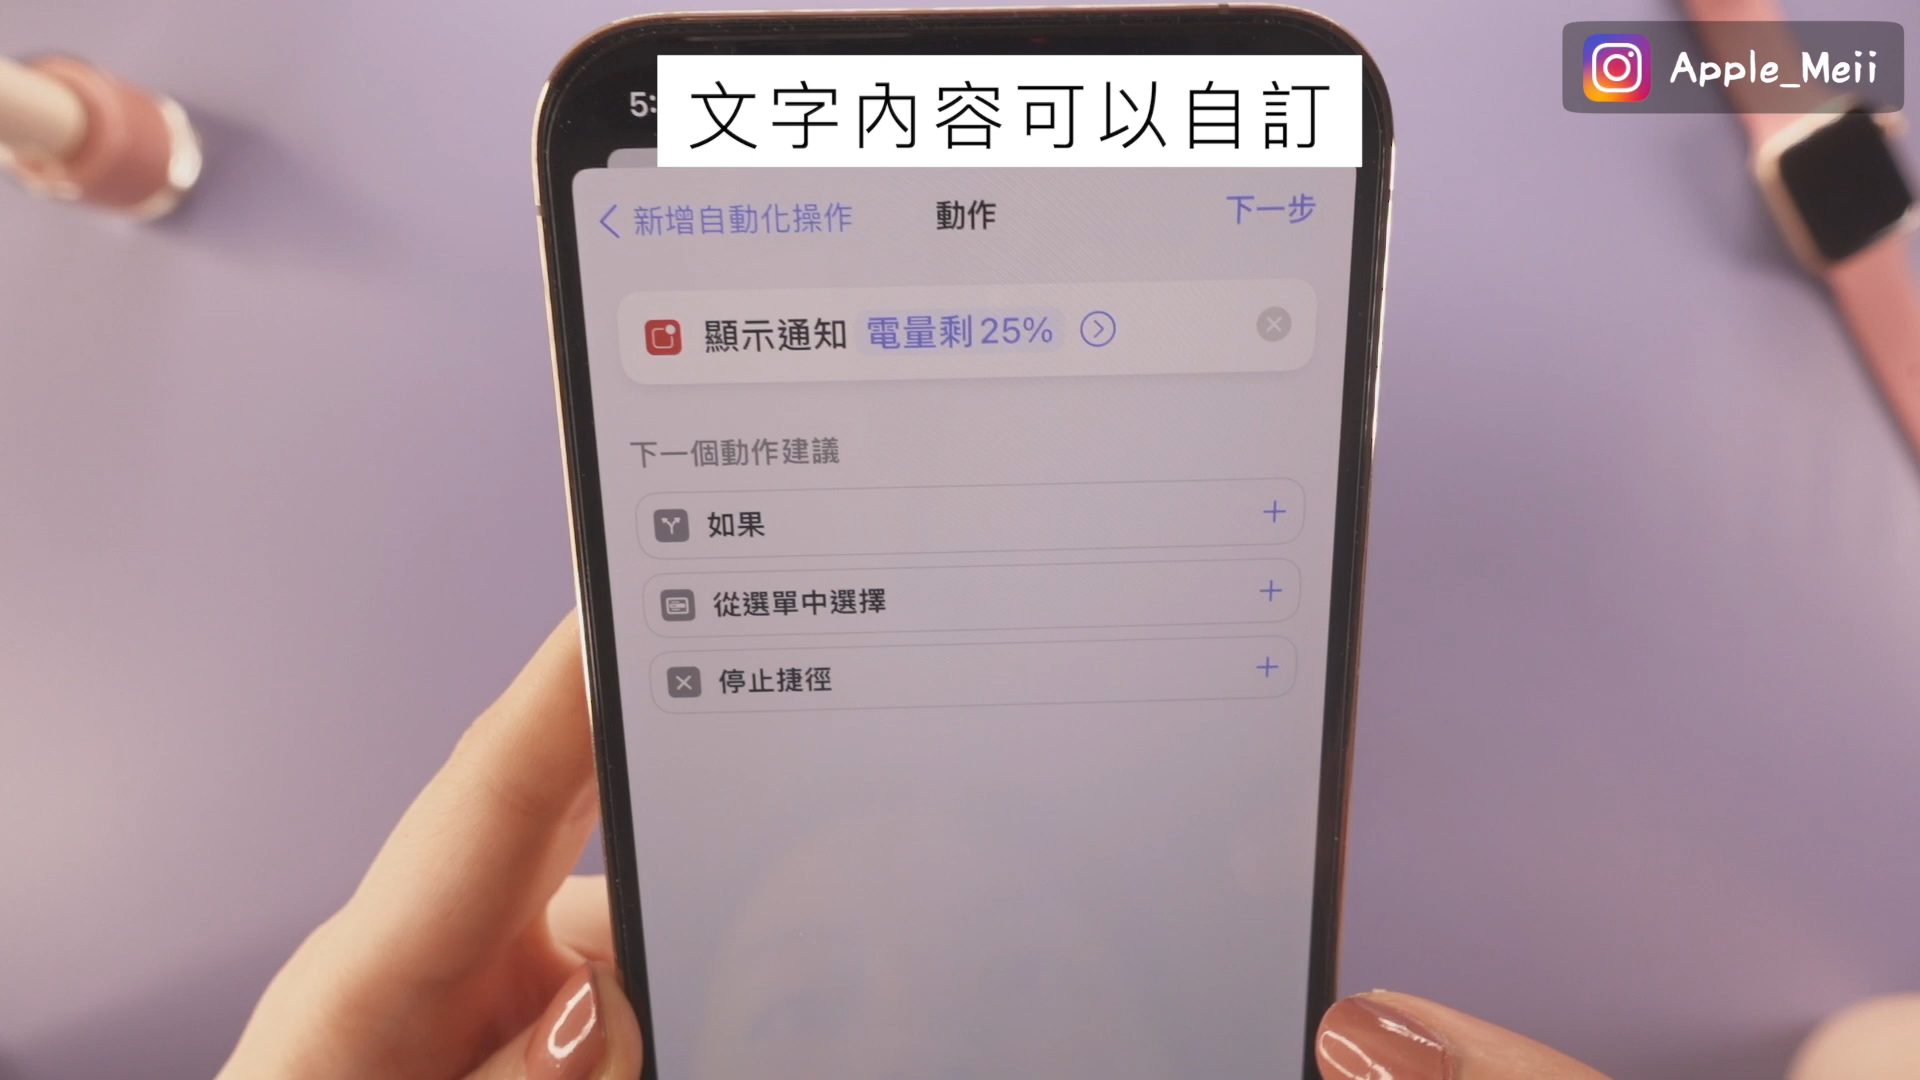 Apple_Meii
文字內容可以自訂
5:
新增自動化操作 動作 下一步
顯示通知 電量剩25%
下一個動作建議
如果
從選單中選擇
停止捷徑